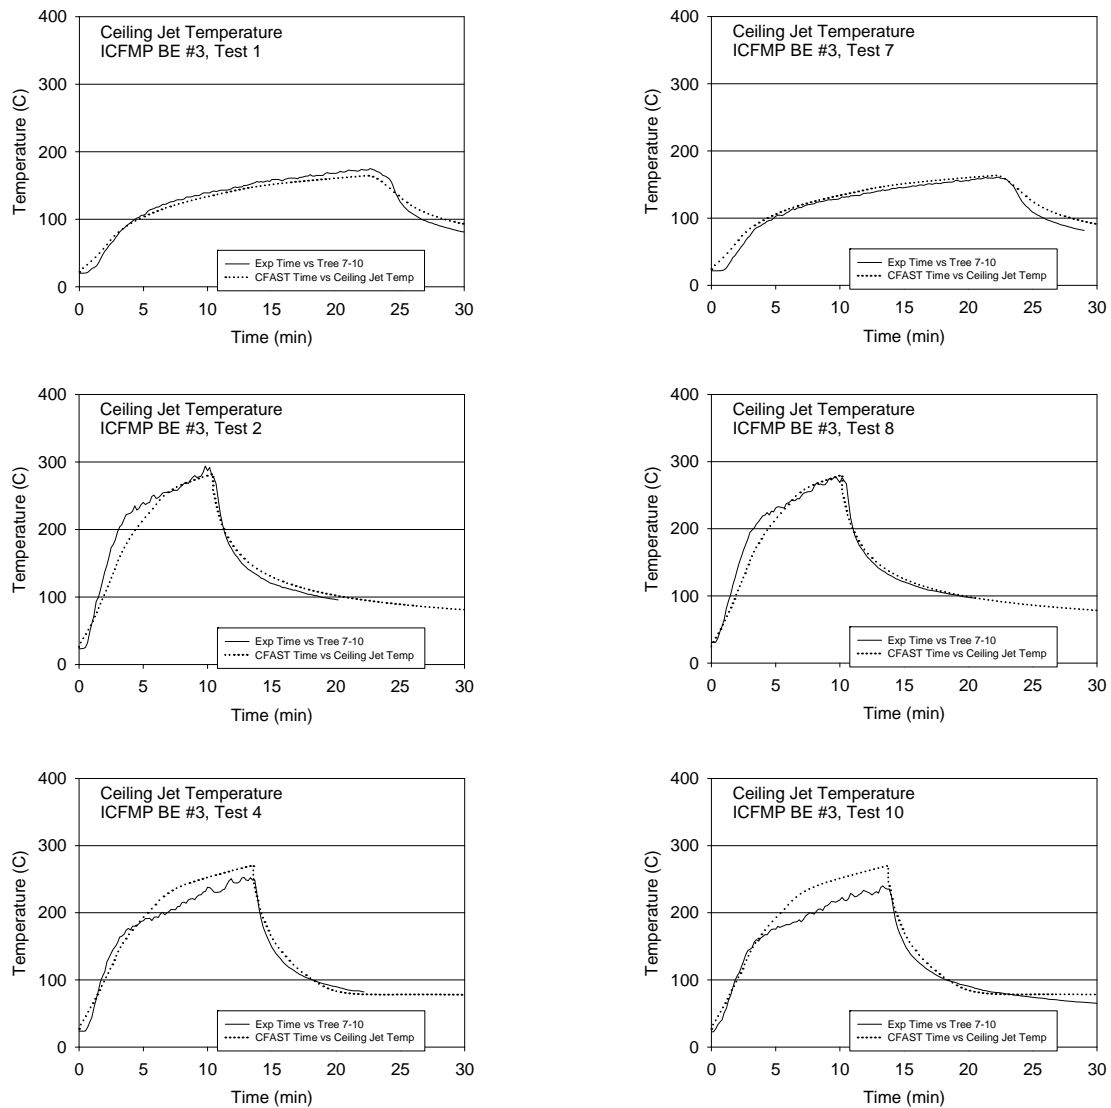 Ceiling Jet Temperature
ICFMP BE #3, Test 1
Temperature (C)
400
300
200
100
0
Exp Time vs Tree 7-10
CFAST Time vs Ceiling Jet Temp
0 5 10 15 20 25 30
Time (min)
Ceiling Jet Temperature
ICFMP BE #3, Test 7
Temperature (C)
400
300
200
100
0
Exp Time vs Tree 7-10
CFAST Time vs Ceiling Jet Temp
0 5 10 15 20 25 30
Time (min)
Ceiling Jet Temperature
ICFMP BE #3, Test 2
Temperature (C)
400
300
200
100
0
Exp Time vs Tree 7-10
CFAST Time vs Ceiling Jet Temp
0 5 10 15 20 25 30
Time (min)
Ceiling Jet Temperature
ICFMP BE #3, Test 8
Temperature (C)
400
300
200
100
0
Exp Time vs Tree 7-10
CFAST Time vs Ceiling Jet Temp
0 5 10 15 20 25 30
Time (min)
Ceiling Jet Temperature
ICFMP BE #3, Test 4
Temperature (C)
400
300
200
100
0
Exp Time vs Tree 7-10
CFAST Time vs Ceiling Jet Temp
0 5 10 15 20 25 30
Time (min)
Ceiling Jet Temperature
ICFMP BE #3, Test 10
Temperature (C)
400
300
200
100
0
Exp Time vs Tree 7-10
CFAST Time vs Ceiling Jet Temp
0 5 10 15 20 25 30
Time (min)